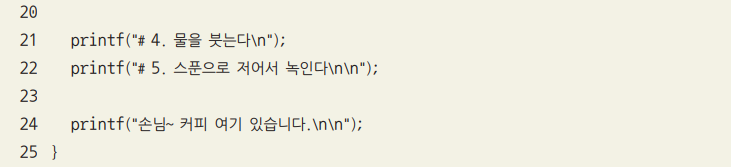 20
21 printf("# 4. 물을 붓는다\n");
22 printf("# 5. 스푼으로 저어서 녹인다\n\n");
23
24 printf("손님~ 커피 여기 있습니다.\n\n");
25 }